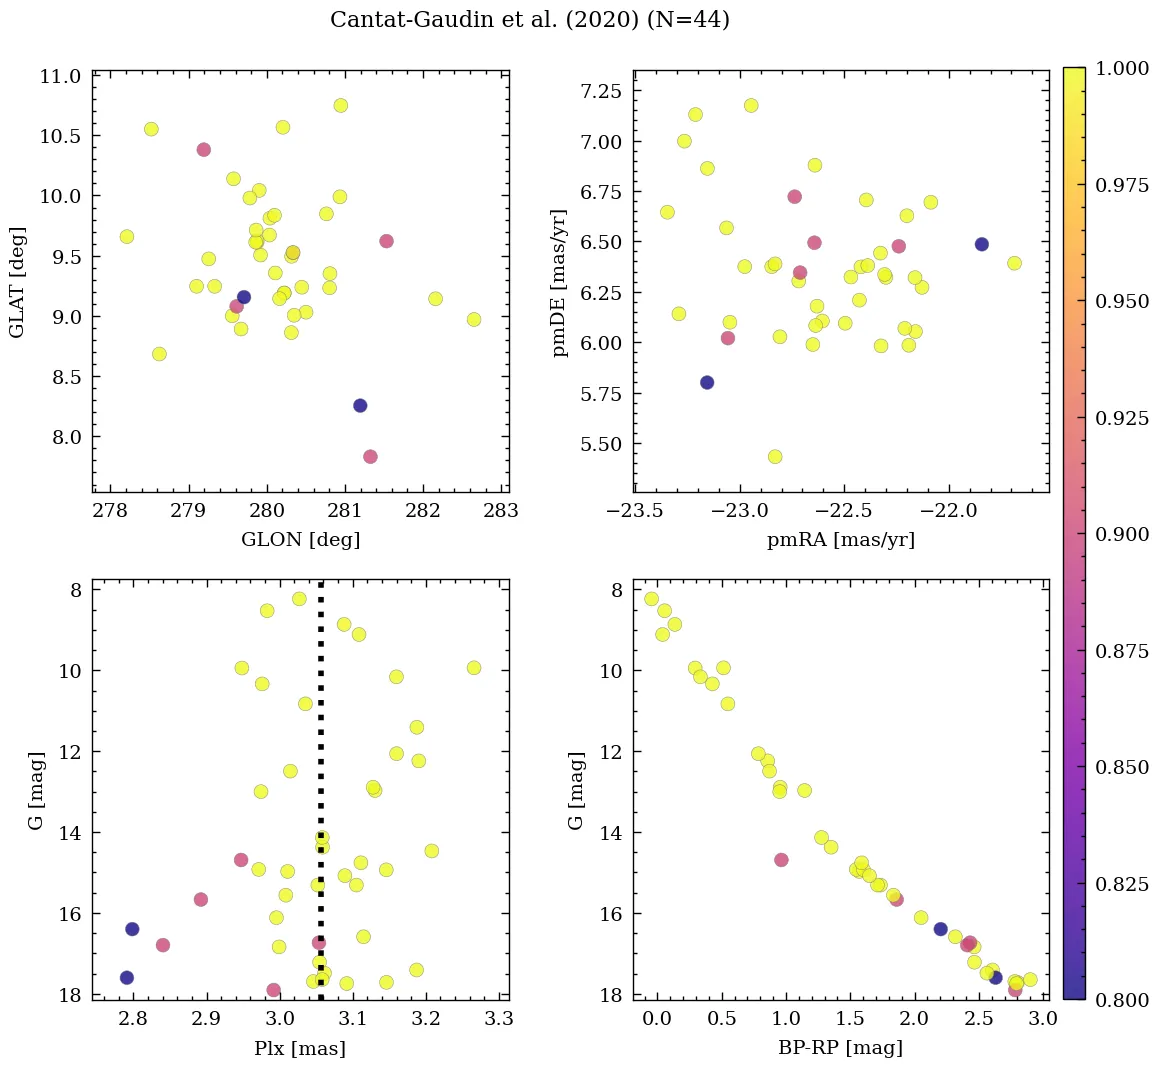 Cantat-Gaudin et al. (2020) (N=44)
11.0
10.5
10.0
9.5
9.0
8.5
8.0
GLAT [deg]
278 279 280 281 282 283
GLON [deg]
7.25
7.00
6.75
6.50
6.25
6.00
5.75
5.50
pmDE [mas/yr]
−23.5 −23.0 −22.5 −22.0
pmRA [mas/yr]
8
10
12
14
16
18
G [mag]
2.8 2.9 3.0 3.1 3.2 3.3
Plx [mas]
8
10
12
14
16
18
G [mag]
0.0 0.5 1.0 1.5 2.0 2.5 3.0
BP-RP [mag]
1.000
0.975
0.950
0.925
0.900
0.875
0.850
0.825
0.800